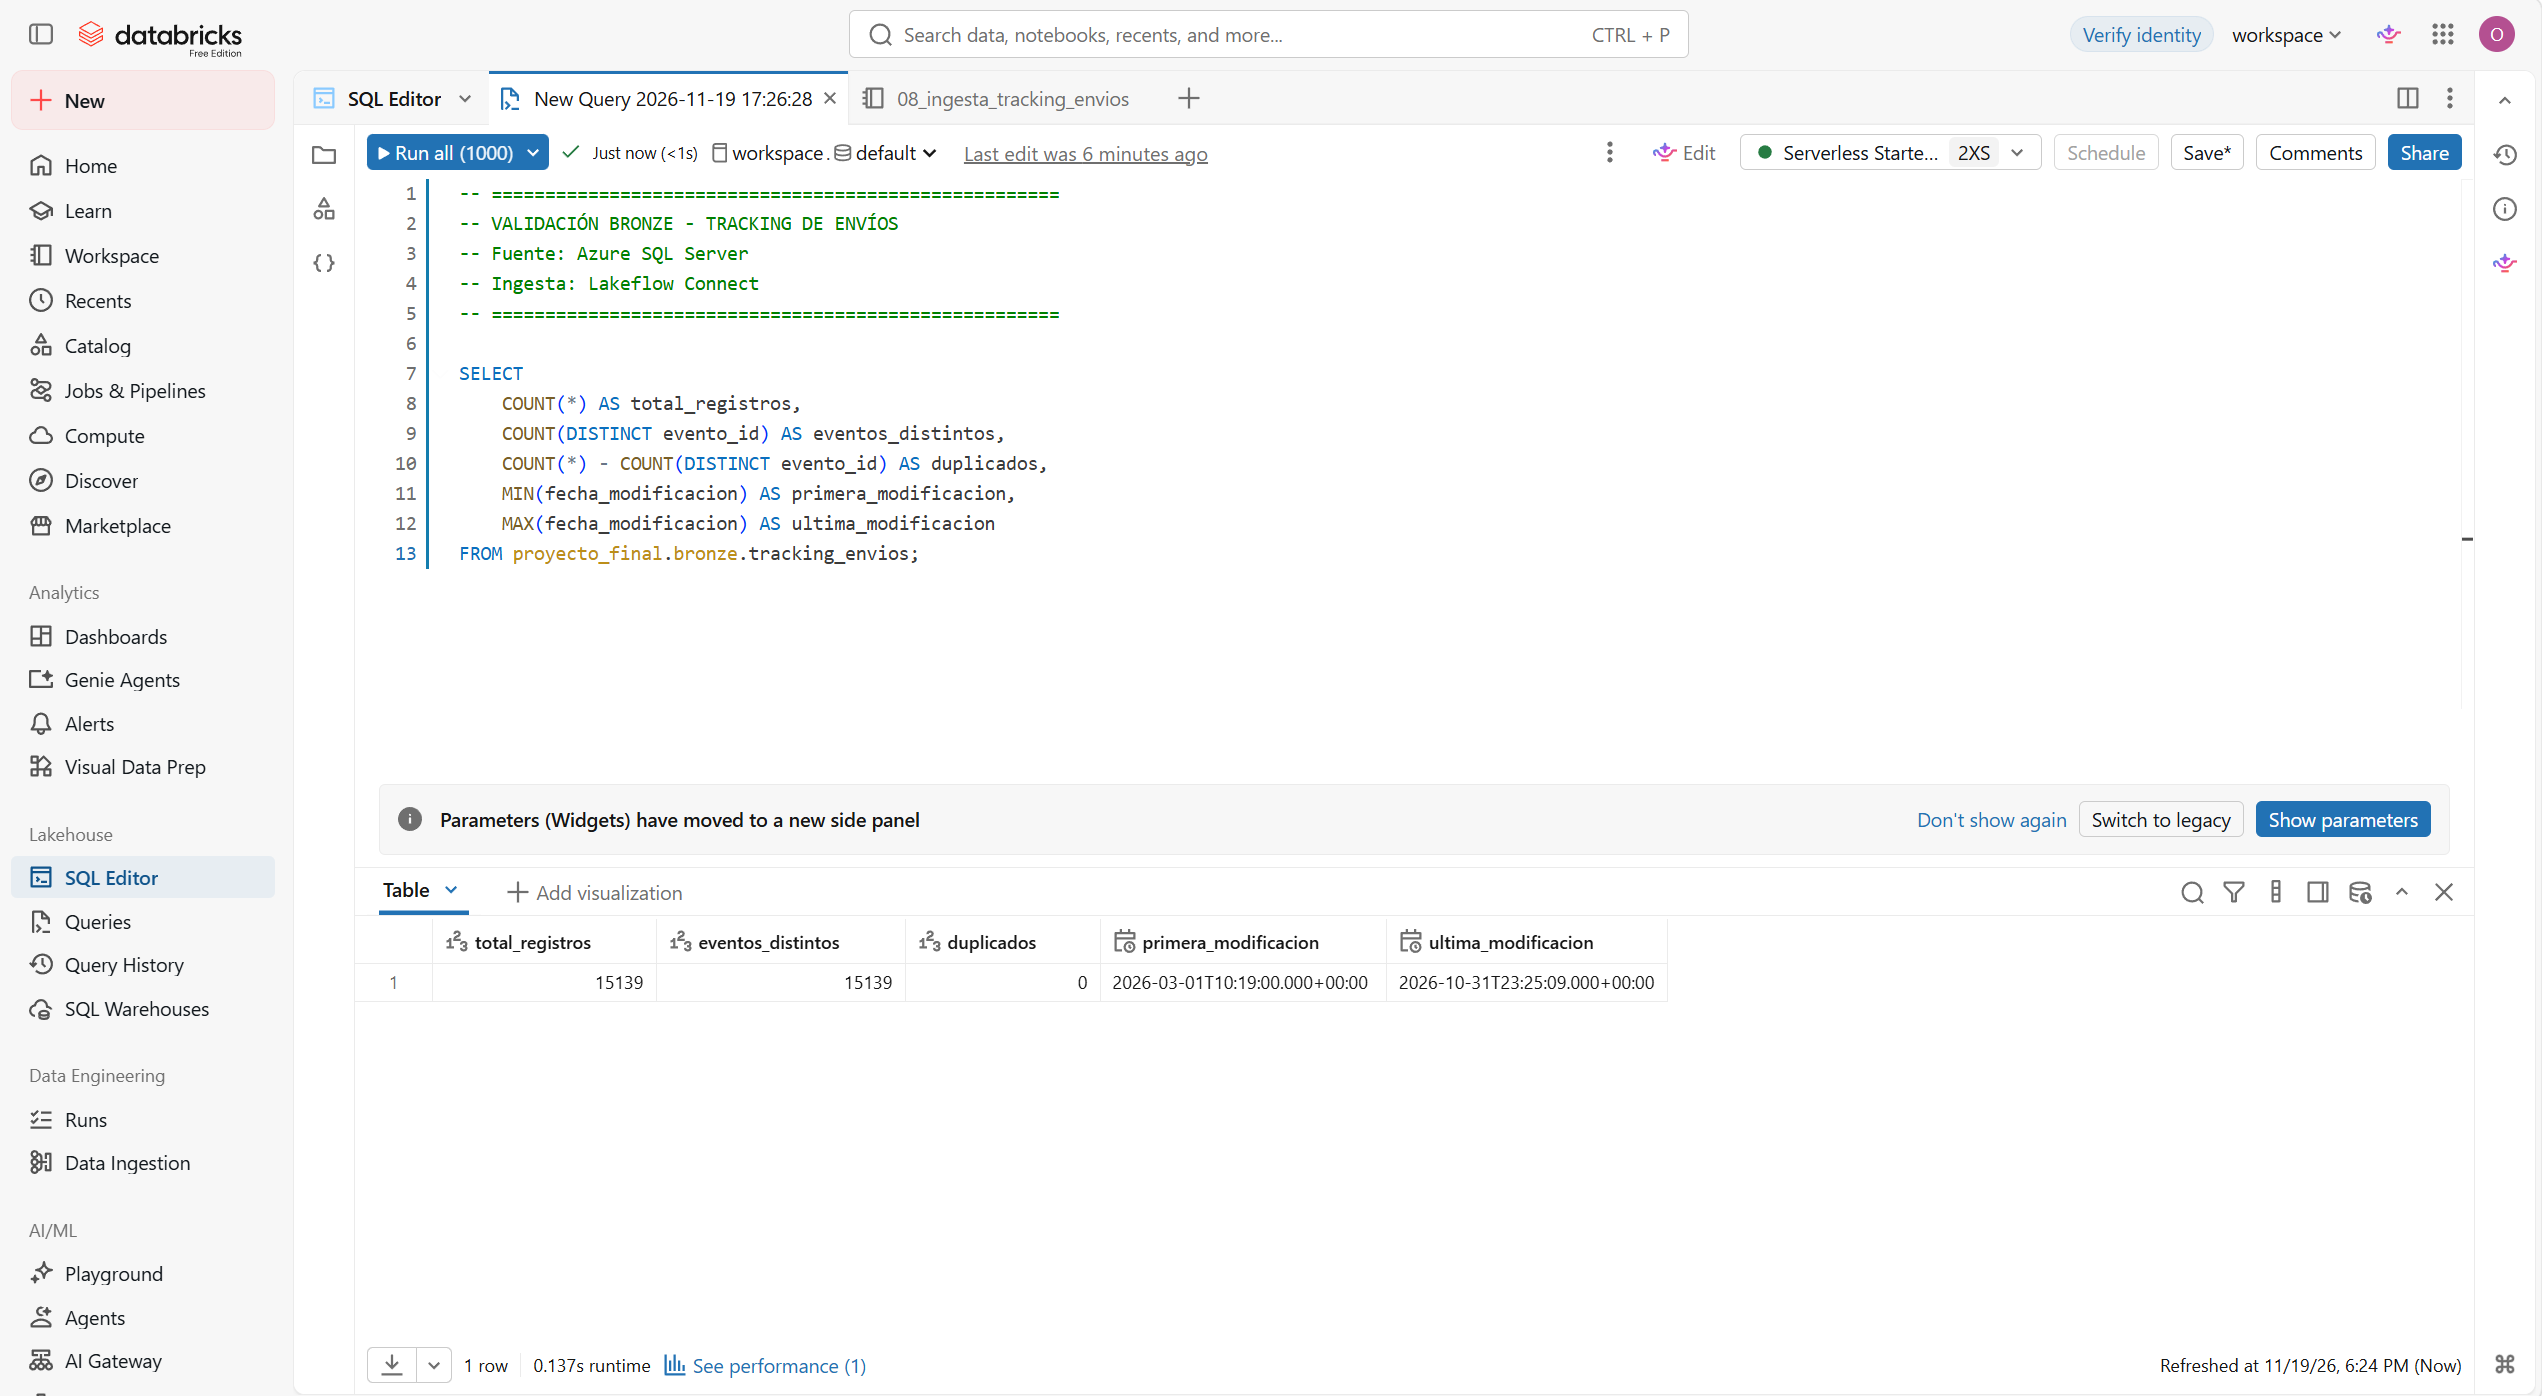 databricks
Free Edition
Search data, notebooks, recents, and more...
CTRL + P
Verify identity
workspace
O
New
Home
Learn
Workspace
Recents
Catalog
Jobs & Pipelines
Compute
Discover
Marketplace
Analytics
Dashboards
Genie Agents
Alerts
Visual Data Prep
Lakehouse
SQL Editor
Queries
Query History
SQL Warehouses
Data Engineering
Runs
Data Ingestion
AI/ML
Playground
Agents
AI Gateway
SQL Editor
New Query 2026-11-19 17:26:28
08_ingesta_tracking_envios
Run all (1000)
Just now (<1s)
workspace.
default
Last edit was 6 minutes ago
Edit
Serverless Starte... 2XS
Schedule
Save*
Comments
Share
1 -- =====================================================
2 -- VALIDACIÓN BRONZE - TRACKING DE ENVÍOS
3 -- Fuente: Azure SQL Server
4 -- Ingesta: Lakeflow Connect
5 -- =====================================================
6
7 SELECT
8 COUNT(*) AS total_registros,
9 COUNT(DISTINCT evento_id) AS eventos_distintos,
10 COUNT(*) - COUNT(DISTINCT evento_id) AS duplicados,
11 MIN(fecha_modificacion) AS primera_modificacion,
12 MAX(fecha_modificacion) AS ultima_modificacion
13 FROM proyecto_final.bronze.tracking_envios;
Parameters (Widgets) have moved to a new side panel
Don't show again
Switch to legacy
Show parameters
Table
Add visualization
total_registros eventos_distintos duplicados primera_modificacion ultima_modificacion
1 15139 15139 0 2026-03-01T10:19:00.000+00:00 2026-10-31T23:25:09.000+00:00
1 row
0.137s runtime
See performance (1)
Refreshed at 11/19/26, 6:24 PM (Now)